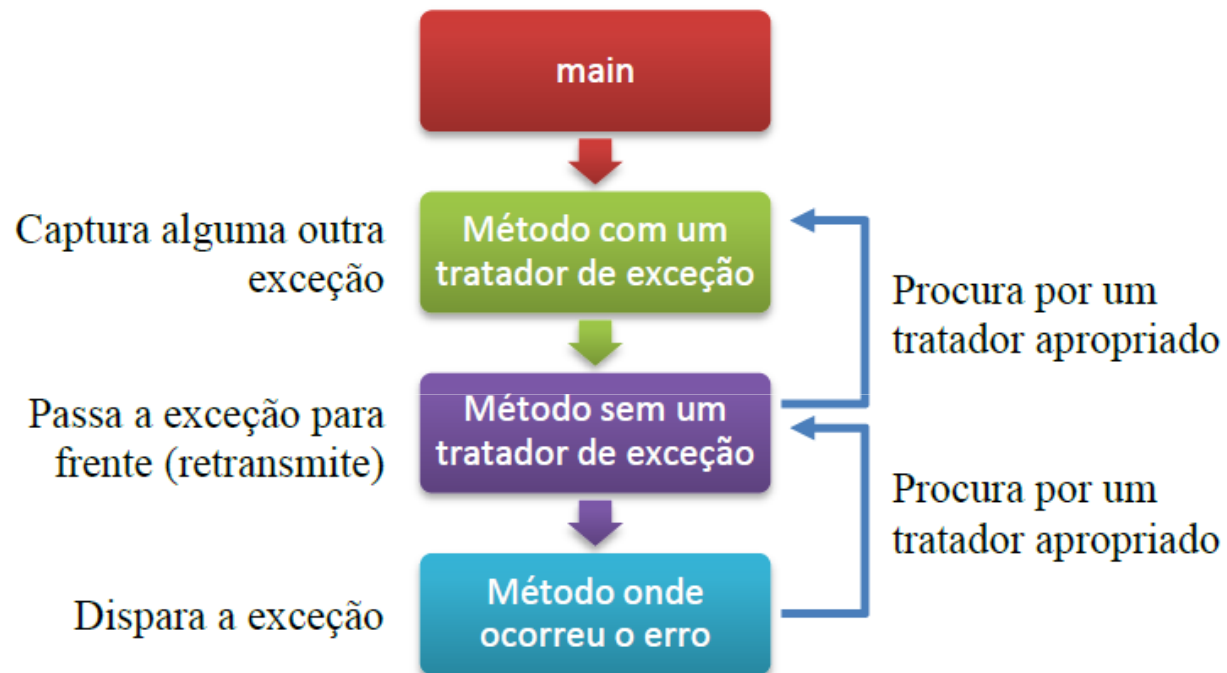 main
Captura alguma outra
exceção
Método com um
tratador de exceção
Procura por um
tratador apropriado
Passa a exceção para
frente (retransmite)
Método sem um
tratador de exceção
Procura por um
tratador apropriado
Dispara a exceção
Método onde
ocorreu o erro